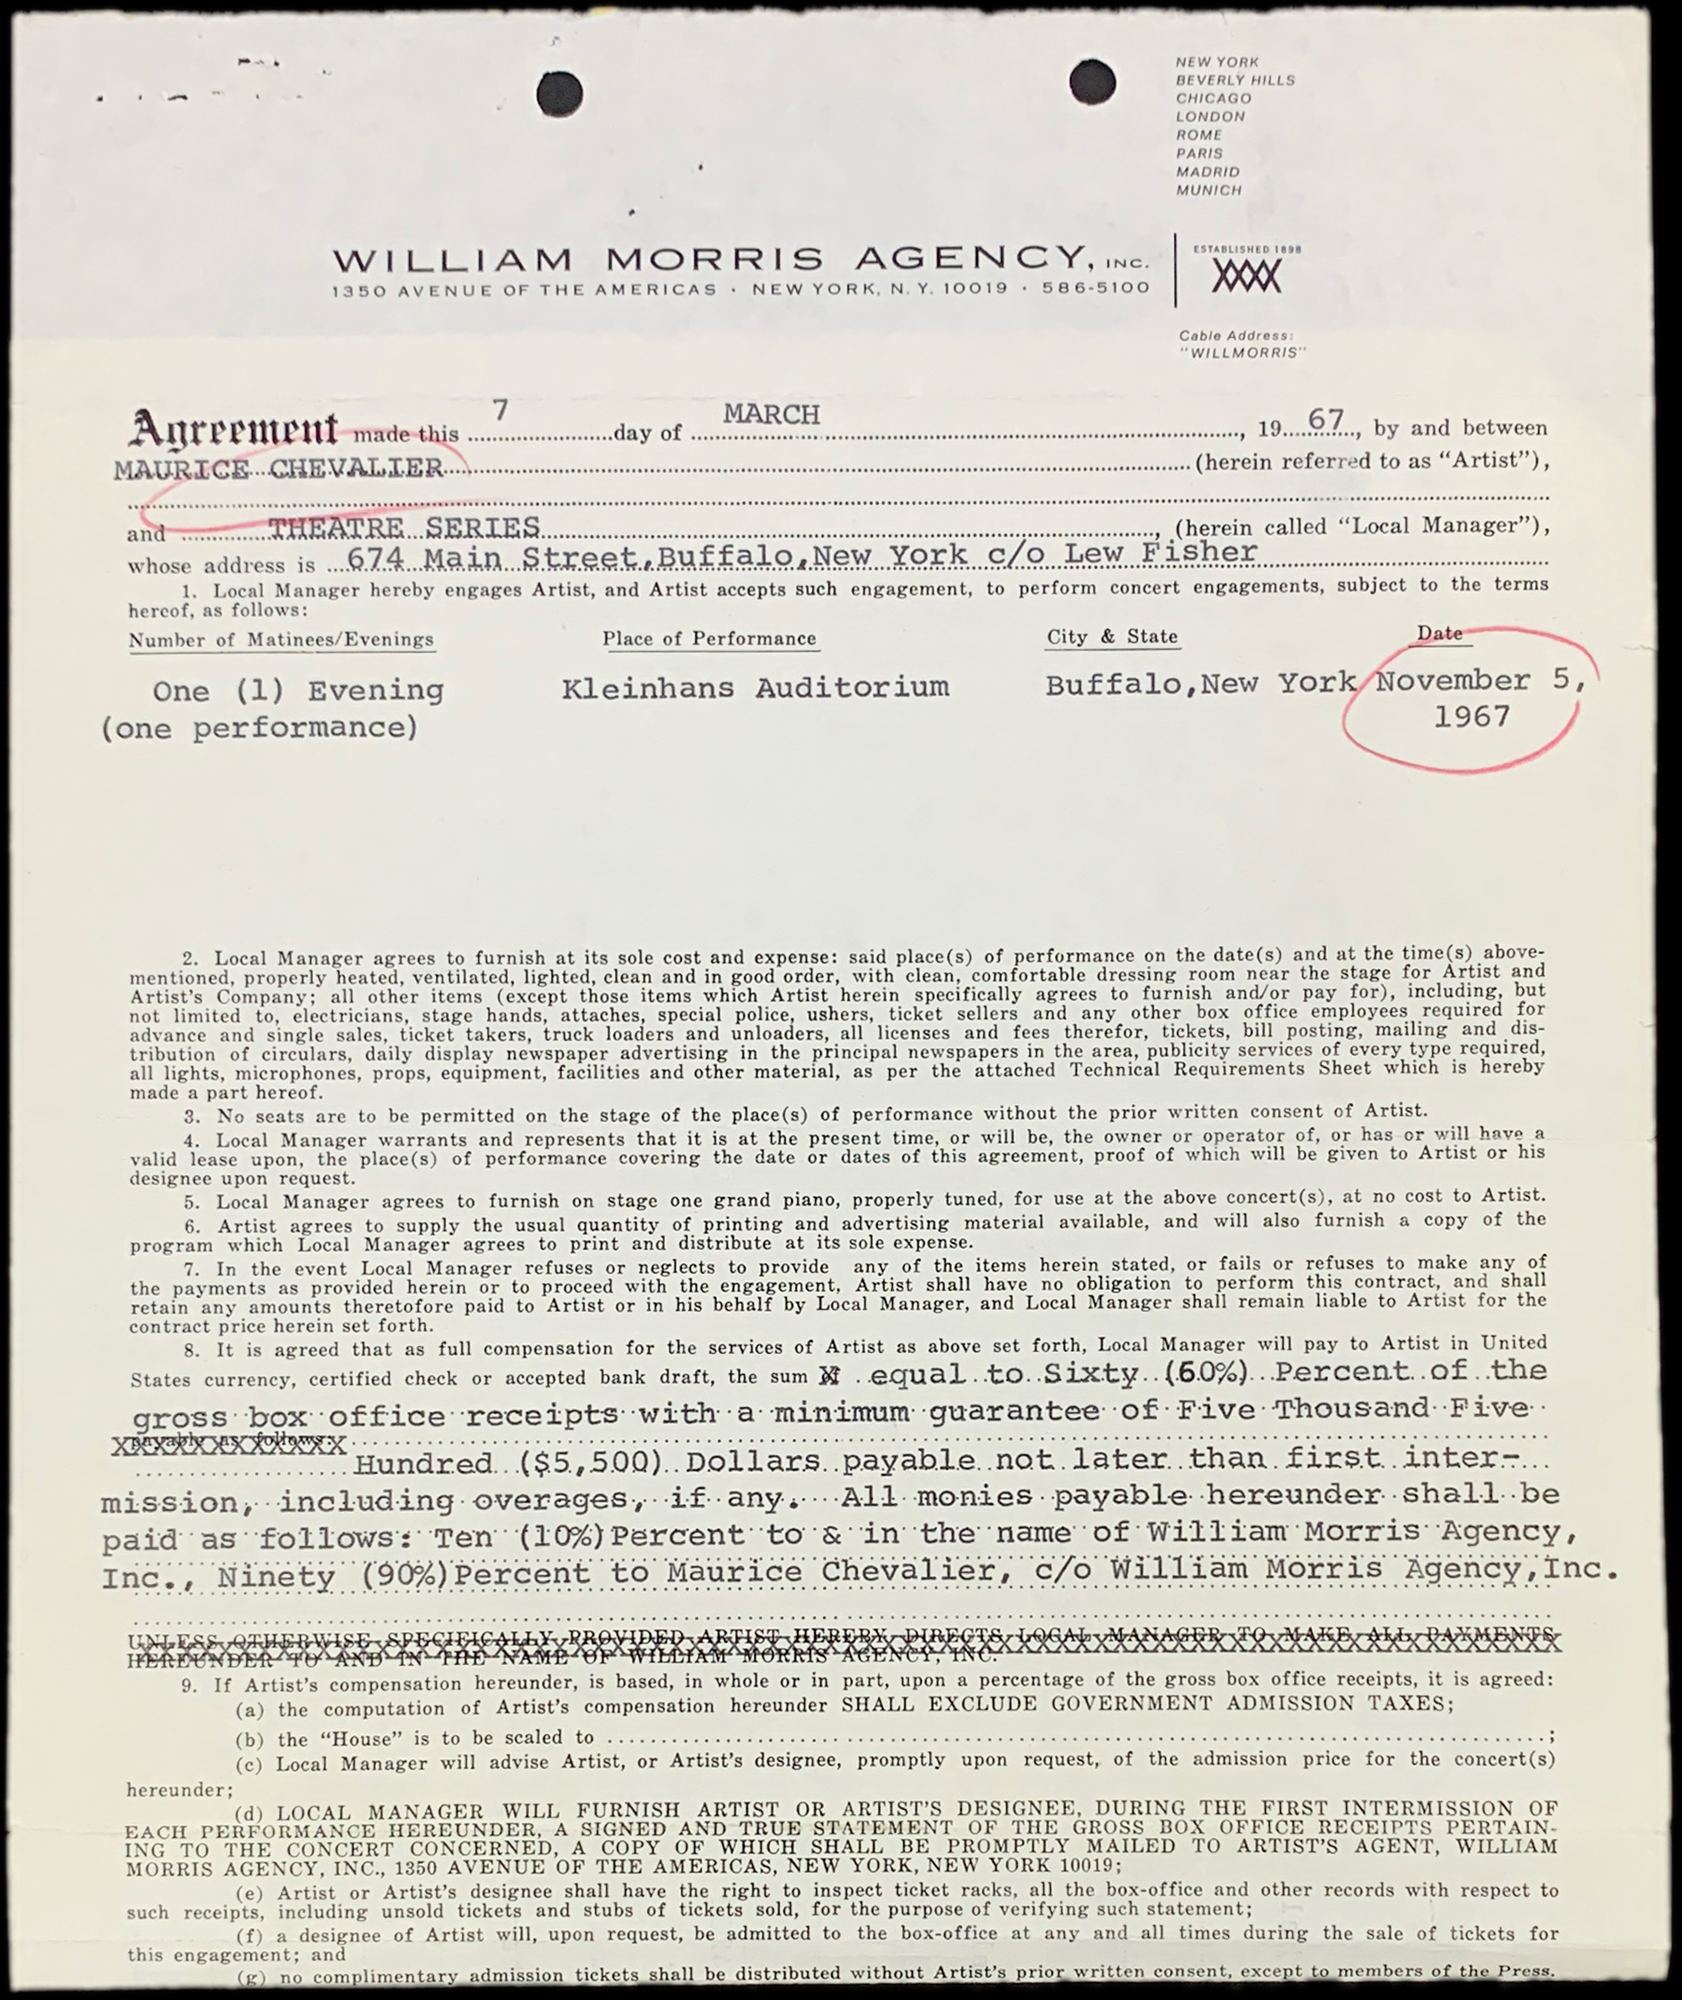 NEW YORK
BEVERLY HILLS
CHICAGO
LONDON
ROME
PARIS
MADRID
MUNICH
WILLIAM MORRIS AGENCY, INC.
1350 AVENUE OF THE AMERICAS · NEW YORK, N. Y. 10019 · 586-5100
ESTABLISHED 1898
Cable Address:
"WILLMORRIS"
Agreement made this 7 day of MARCH, 19 67, by and between
MAURICE CHEVALIER (herein referred to as "Artist"),
and THEATRE SERIES, (herein called "Local Manager"),
whose address is 674 Main Street,Buffalo,New York c/o Lew Fisher
1. Local Manager hereby engages Artist, and Artist accepts such engagement, to perform concert engagements, subject to the terms
hereof, as follows:
Number of Matinees/Evenings Place of Performance City & State Date
One (1) Evening Kleinhans Auditorium Buffalo,New York November 5,
(one performance) 1967
2. Local Manager agrees to furnish at its sole cost and expense: said place(s) of performance on the date(s) and at the time(s) above-
mentioned, properly heated, ventilated, lighted, clean and in good order, with clean, comfortable dressing room near the stage for Artist and
Artist's Company; all other items (except those items which Artist herein specifically agrees to furnish and/or pay for), including, but
not limited to, electricians, stage hands, attaches, special police, ushers, ticket sellers and any other box office employees required for
advance and single sales, ticket takers, truck loaders and unloaders, all licenses and fees therefor, tickets, bill posting, mailing and dis-
tribution of circulars, daily display newspaper advertising in the principal newspapers in the area, publicity services of every type required,
all lights, microphones, props, equipment, facilities and other material, as per the attached Technical Requirements Sheet which is hereby
made a part hereof.
3. No seats are to be permitted on the stage of the place(s) of performance without the prior written consent of Artist.
4. Local Manager warrants and represents that it is at the present time, or will be, the owner or operator of, or has or will have a
valid lease upon, the place(s) of performance covering the date or dates of this agreement, proof of which will be given to Artist or his
designee upon request.
5. Local Manager agrees to furnish on stage one grand piano, properly tuned, for use at the above concert(s), at no cost to Artist.
6. Artist agrees to supply the usual quantity of printing and advertising material available, and will also furnish a copy of the
program which Local Manager agrees to print and distribute at its sole expense.
7. In the event Local Manager refuses or neglects to provide any of the items herein stated, or fails or refuses to make any of
the payments as provided herein or to proceed with the engagement, Artist shall have no obligation to perform this contract, and shall
retain any amounts theretofore paid to Artist or in his behalf by Local Manager, and Local Manager shall remain liable to Artist for the
contract price herein set forth.
8. It is agreed that as full compensation for the services of Artist as above set forth, Local Manager will pay to Artist in United
States currency, certified check or accepted bank draft, the sum equal to Sixty (60%) Percent of the
gross box office receipts with a minimum guarantee of Five Thousand Five
payable as follows:
Hundred ($5,500) Dollars payable not later than first inter-
mission, including overages, if any. All monies payable hereunder shall be
paid as follows: Ten (10%) Percent to & in the name of William Morris Agency,
Inc., Ninety (90%) Percent to Maurice Chevalier, c/o William Morris Agency,Inc.
UNLESS OTHERWISE SPECIFICALLY PROVIDED ARTIST HEREBY DIRECTS LOCAL MANAGER TO MAKE ALL PAYMENTS
HEREUNDER TO AND IN THE NAME OF WILLIAM MORRIS AGENCY, INC.
9. If Artist's compensation hereunder, is based, in whole or in part, upon a percentage of the gross box office receipts, it is agreed:
(a) the computation of Artist's compensation hereunder SHALL EXCLUDE GOVERNMENT ADMISSION TAXES;
(b) the "House" is to be scaled to ;
(c) Local Manager will advise Artist, or Artist's designee, promptly upon request, of the admission price for the concert(s)
hereunder;
(d) LOCAL MANAGER WILL FURNISH ARTIST OR ARTIST'S DESIGNEE, DURING THE FIRST INTERMISSION OF
EACH PERFORMANCE HEREUNDER, A SIGNED AND TRUE STATEMENT OF THE GROSS BOX OFFICE RECEIPTS PERTAIN-
ING TO THE CONCERT CONCERNED, A COPY OF WHICH SHALL BE PROMPTLY MAILED TO ARTIST'S AGENT, WILLIAM
MORRIS AGENCY, INC., 1350 AVENUE OF THE AMERICAS, NEW YORK, NEW YORK 10019;
(e) Artist or Artist's designee shall have the right to inspect ticket racks, all the box-office and other records with respect to
such receipts, including unsold tickets and stubs of tickets sold, for the purpose of verifying such statement;
(f) a designee of Artist will, upon request, be admitted to the box-office at any and all times during the sale of tickets for
this engagement; and
(g) no complimentary admission tickets shall be distributed without Artist's prior written consent, except to members of the Press.